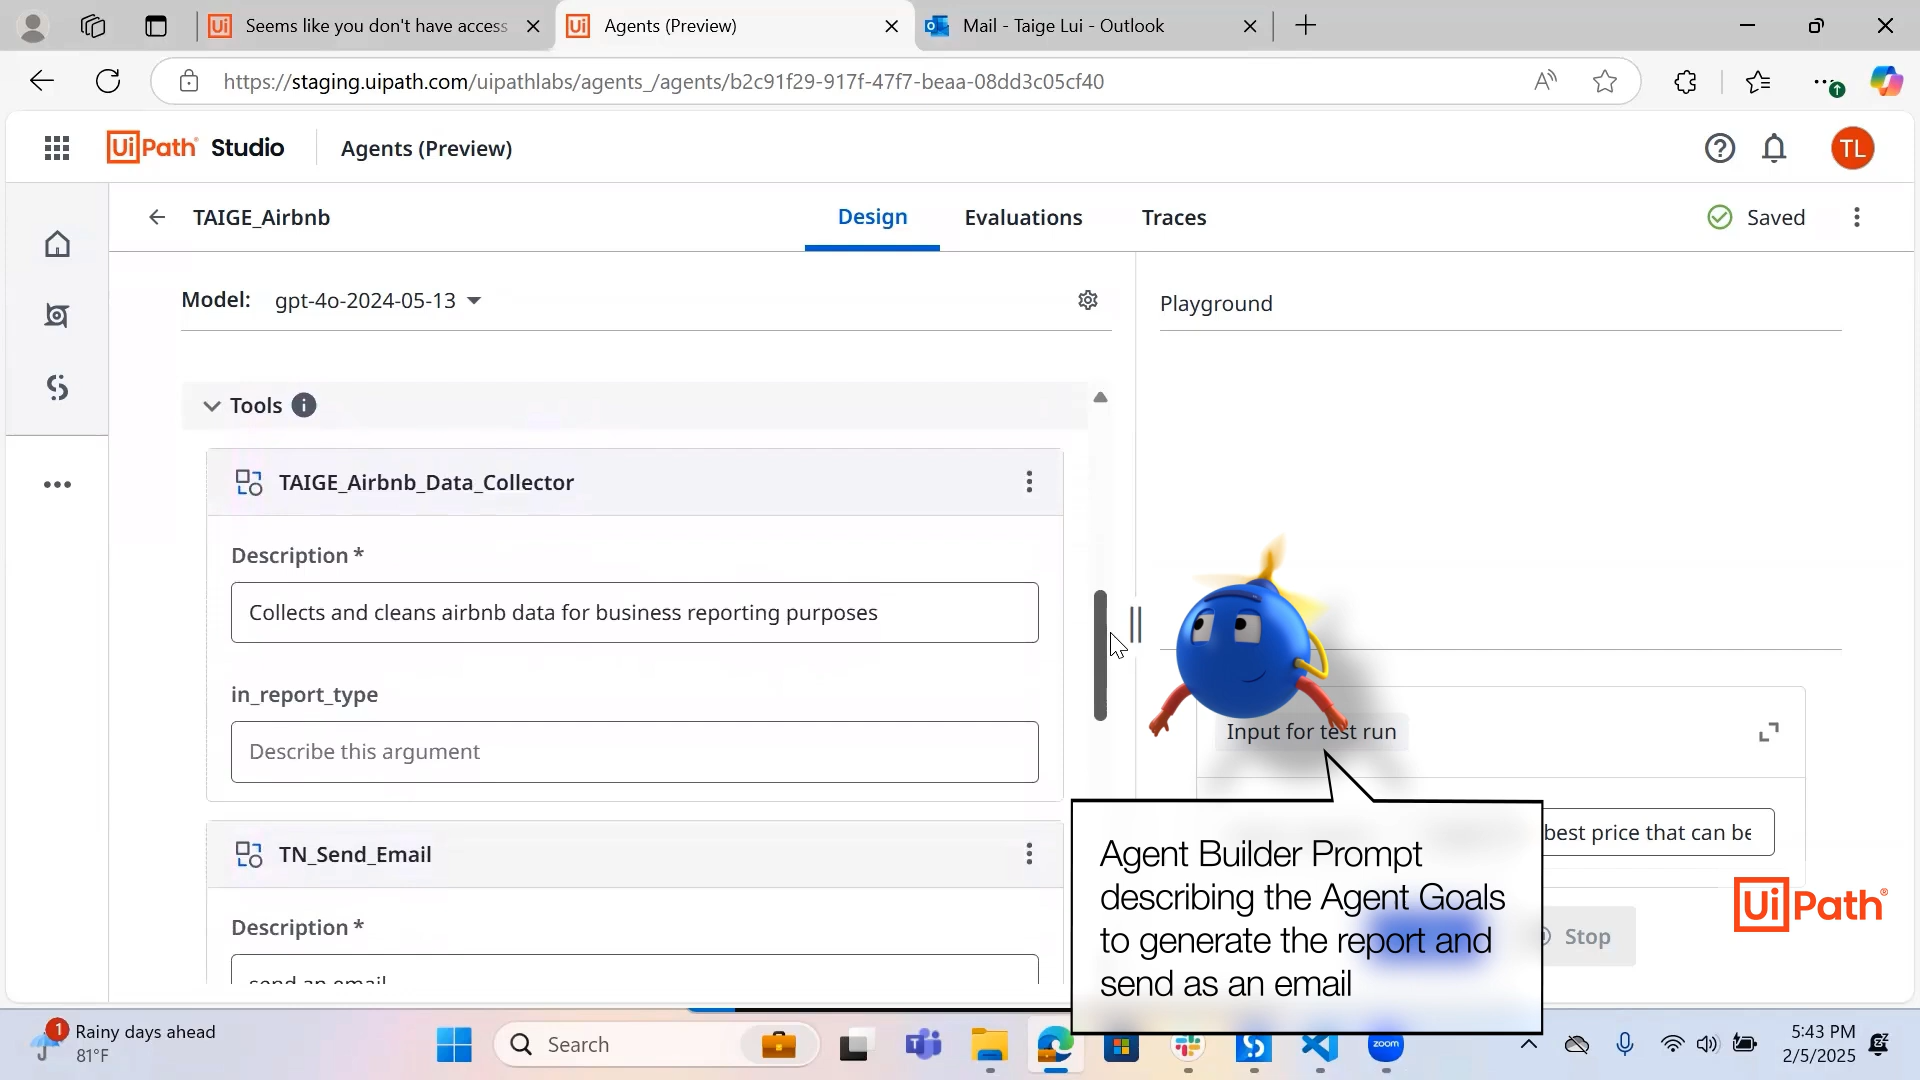 Seems like you don't have access
Agents (Preview)
Mail - Taige Lui - Outlook
https://staging.uipath.com/uipathlabs/agents_/agents/b2c91f29-917f-47f7-beaa-08dd3c05cf40
UiPath Studio
Agents (Preview)
TL
TAIGE_Airbnb
Design
Evaluations
Traces
Saved
Model: gpt-4o-2024-05-13
Playground
Tools
TAIGE_Airbnb_Data_Collector
Description *
Collects and cleans airbnb data for business reporting purposes
in_report_type
Describe this argument
TN_Send_Email
Description *
send an email
Input for test run
best price that can be
Stop
Agent Builder Prompt
describing the Agent Goals
to generate the report and
send as an email
UiPath
1
Rainy days ahead
81°F
Search
zoom
5:43 PM
2/5/2025